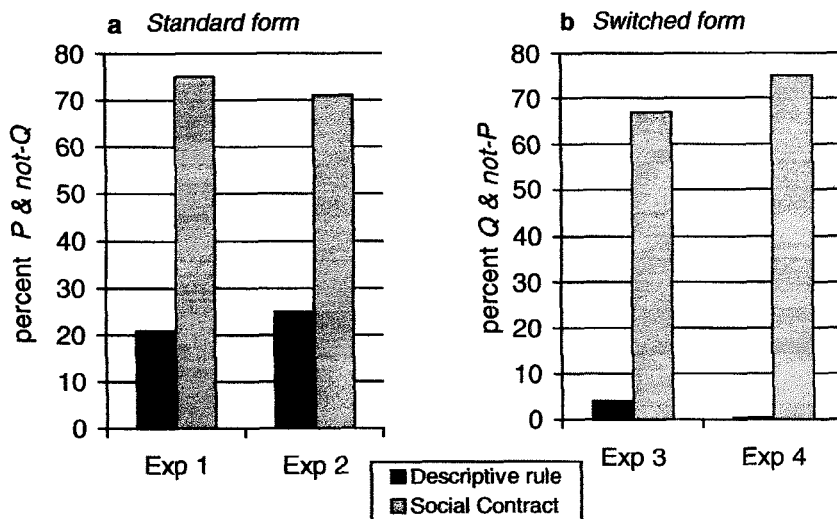 a Standard form
percent P & not-Q
80
70
60
50
40
30
20
10
0
Exp 1 Exp 2
b Switched form
percent Q & not-P
80
70
60
50
40
30
20
10
0
Exp 3 Exp 4
Descriptive rule
Social Contract